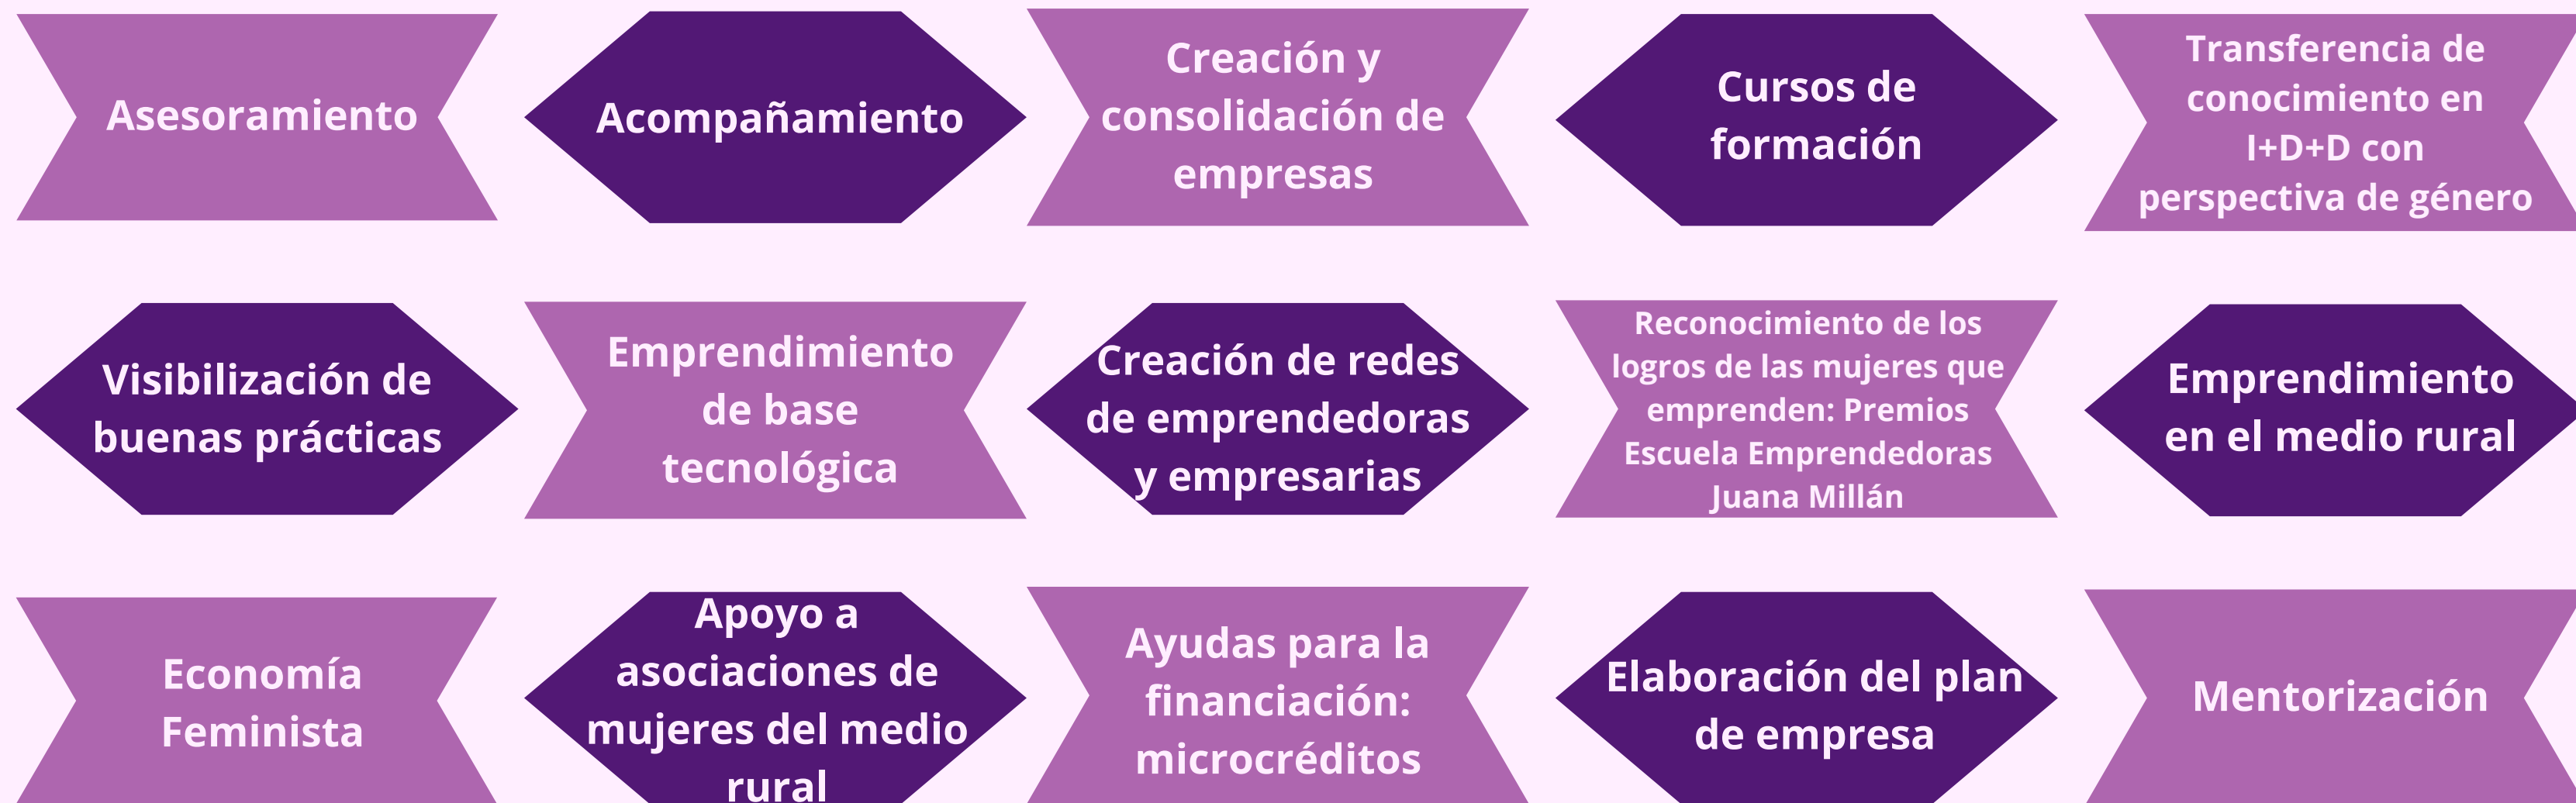 Asesoramiento
Acompañamiento
Creación y
consolidación de
empresas
Cursos de
formación
Transferencia de
conocimiento en
I+D+D con
perspectiva de género
Visibilización de
buenas prácticas
Emprendimiento
de base
tecnológica
Creación de redes
de emprendedoras
y empresarias
Reconocimiento de los
logros de las mujeres que
emprenden: Premios
Escuela Emprendedoras
Juana Millán
Emprendimiento
en el medio rural
Economía
Feminista
Apoyo a
asociaciones de
mujeres del medio
rural
Ayudas para la
financiación:
microcréditos
Elaboración del plan
de empresa
Mentorización